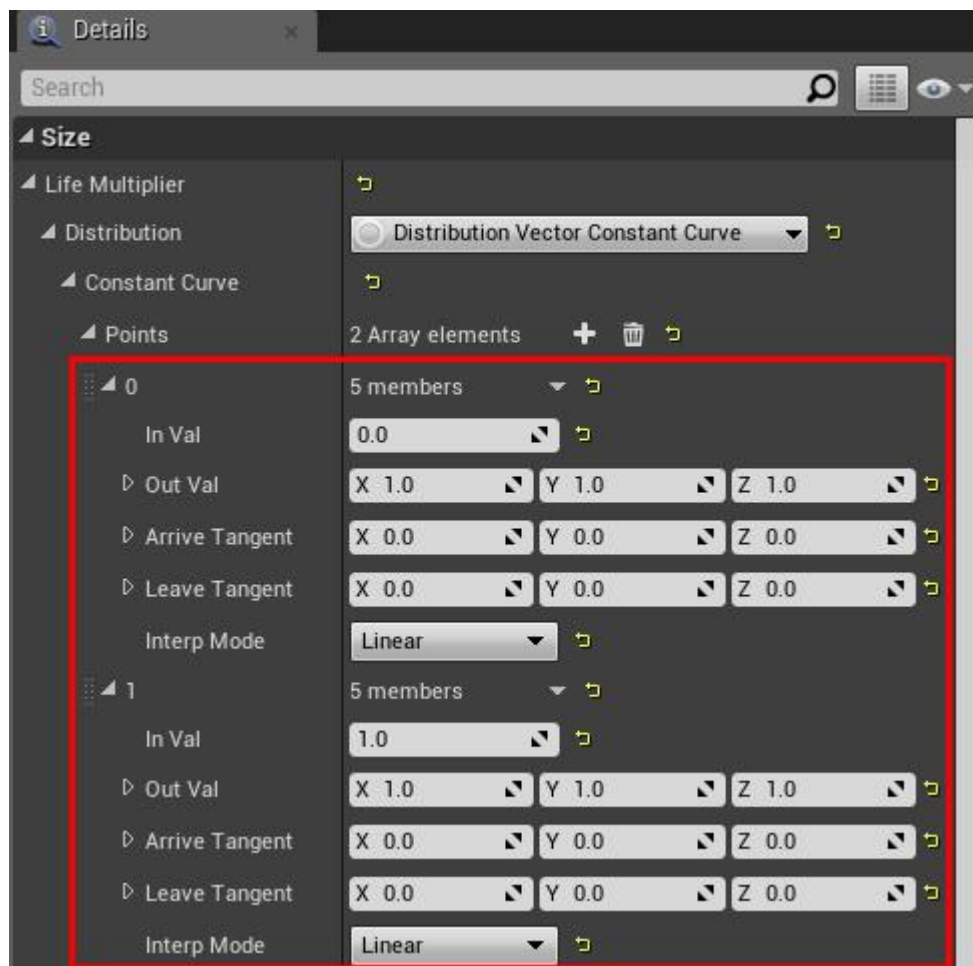 Details
Search
Size
Life Multiplier
Distribution Distribution Vector Constant Curve
Constant Curve
Points 2 Array elements
0 5 members
In Val 0.0
Out Val X 1.0 Y 1.0 Z 1.0
Arrive Tangent X 0.0 Y 0.0 Z 0.0
Leave Tangent X 0.0 Y 0.0 Z 0.0
Interp Mode Linear
1 5 members
In Val 1.0
Out Val X 1.0 Y 1.0 Z 1.0
Arrive Tangent X 0.0 Y 0.0 Z 0.0
Leave Tangent X 0.0 Y 0.0 Z 0.0
Interp Mode Linear